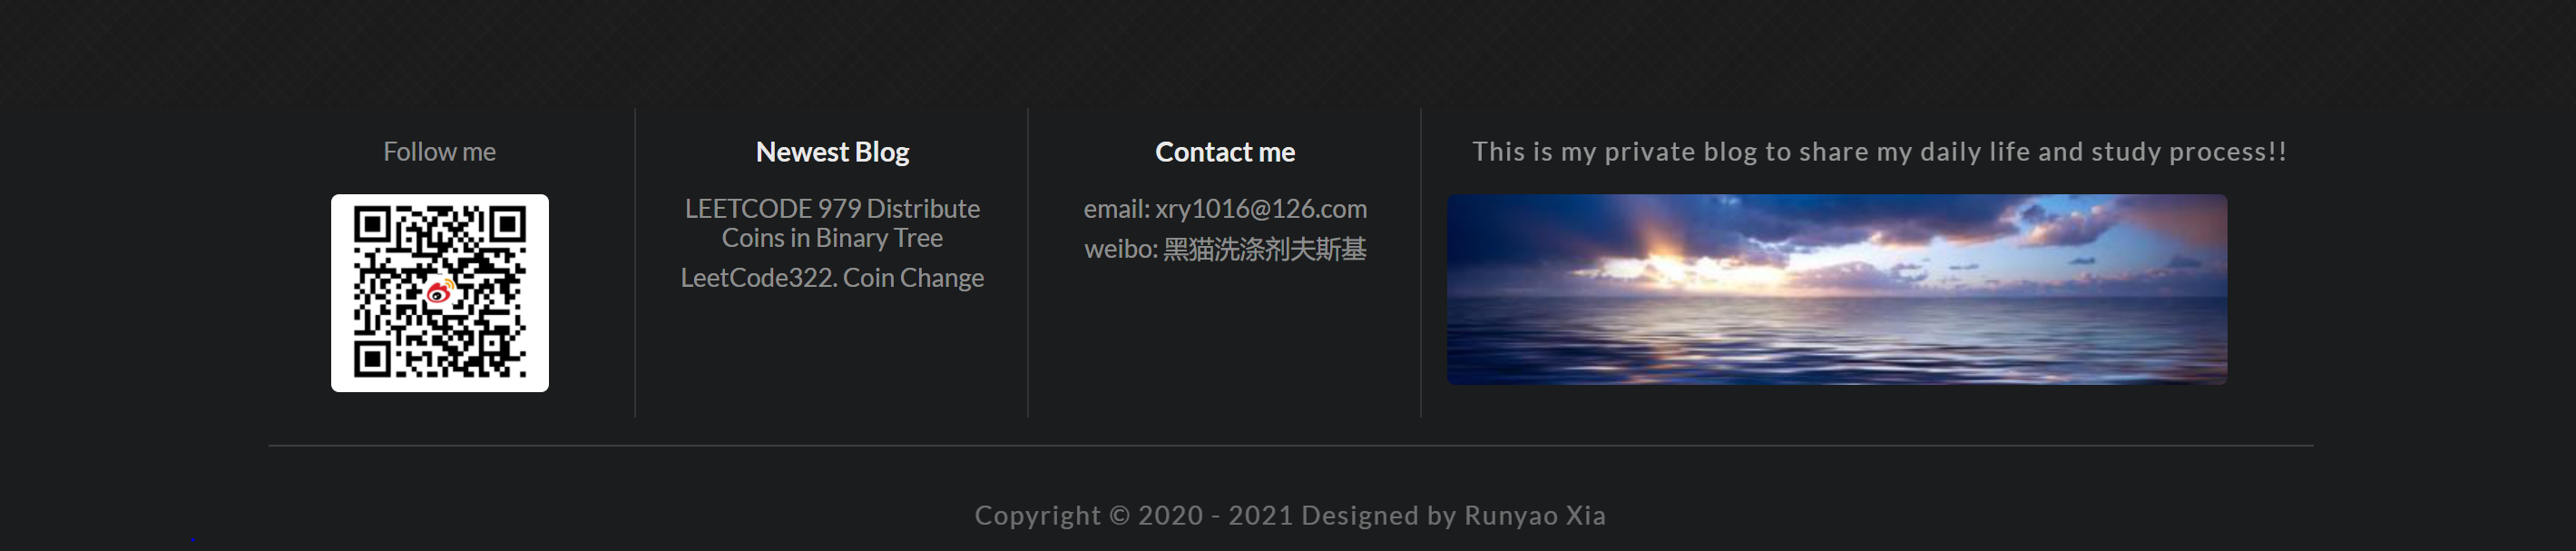 Follow me
Newest Blog
LEETCODE 979 Distribute
Coins in Binary Tree
LeetCode322. Coin Change
Contact me
email: xry1016@126.com
weibo: 黑猫洗涤剂夫斯基
This is my private blog to share my daily life and study process!!
Copyright © 2020 - 2021 Designed by Runyao Xia